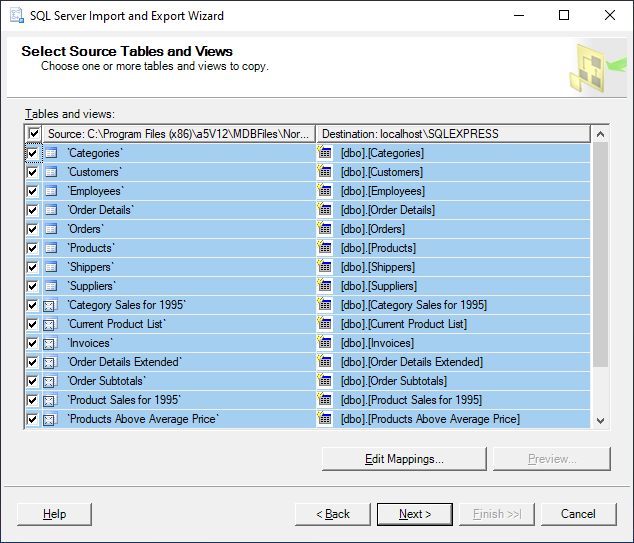 SQL Server Import and Export Wizard
Select Source Tables and Views
Choose one or more tables and views to copy.
Tables and views:
Source: C:\Program Files (x86)\a5V12\MDBFiles\Nor... Destination: localhost\SQLEXPRESS
`Categories` [dbo].[Categories]
`Customers` [dbo].[Customers]
`Employees` [dbo].[Employees]
`Order Details` [dbo].[Order Details]
`Orders` [dbo].[Orders]
`Products` [dbo].[Products]
`Shippers` [dbo].[Shippers]
`Suppliers` [dbo].[Suppliers]
`Category Sales for 1995` [dbo].[Category Sales for 1995]
`Current Product List` [dbo].[Current Product List]
`Invoices` [dbo].[Invoices]
`Order Details Extended` [dbo].[Order Details Extended]
`Order Subtotals` [dbo].[Order Subtotals]
`Product Sales for 1995` [dbo].[Product Sales for 1995]
`Products Above Average Price` [dbo].[Products Above Average Price]
Edit Mappings... Preview...
Help < Back Next > Finish >>| Cancel